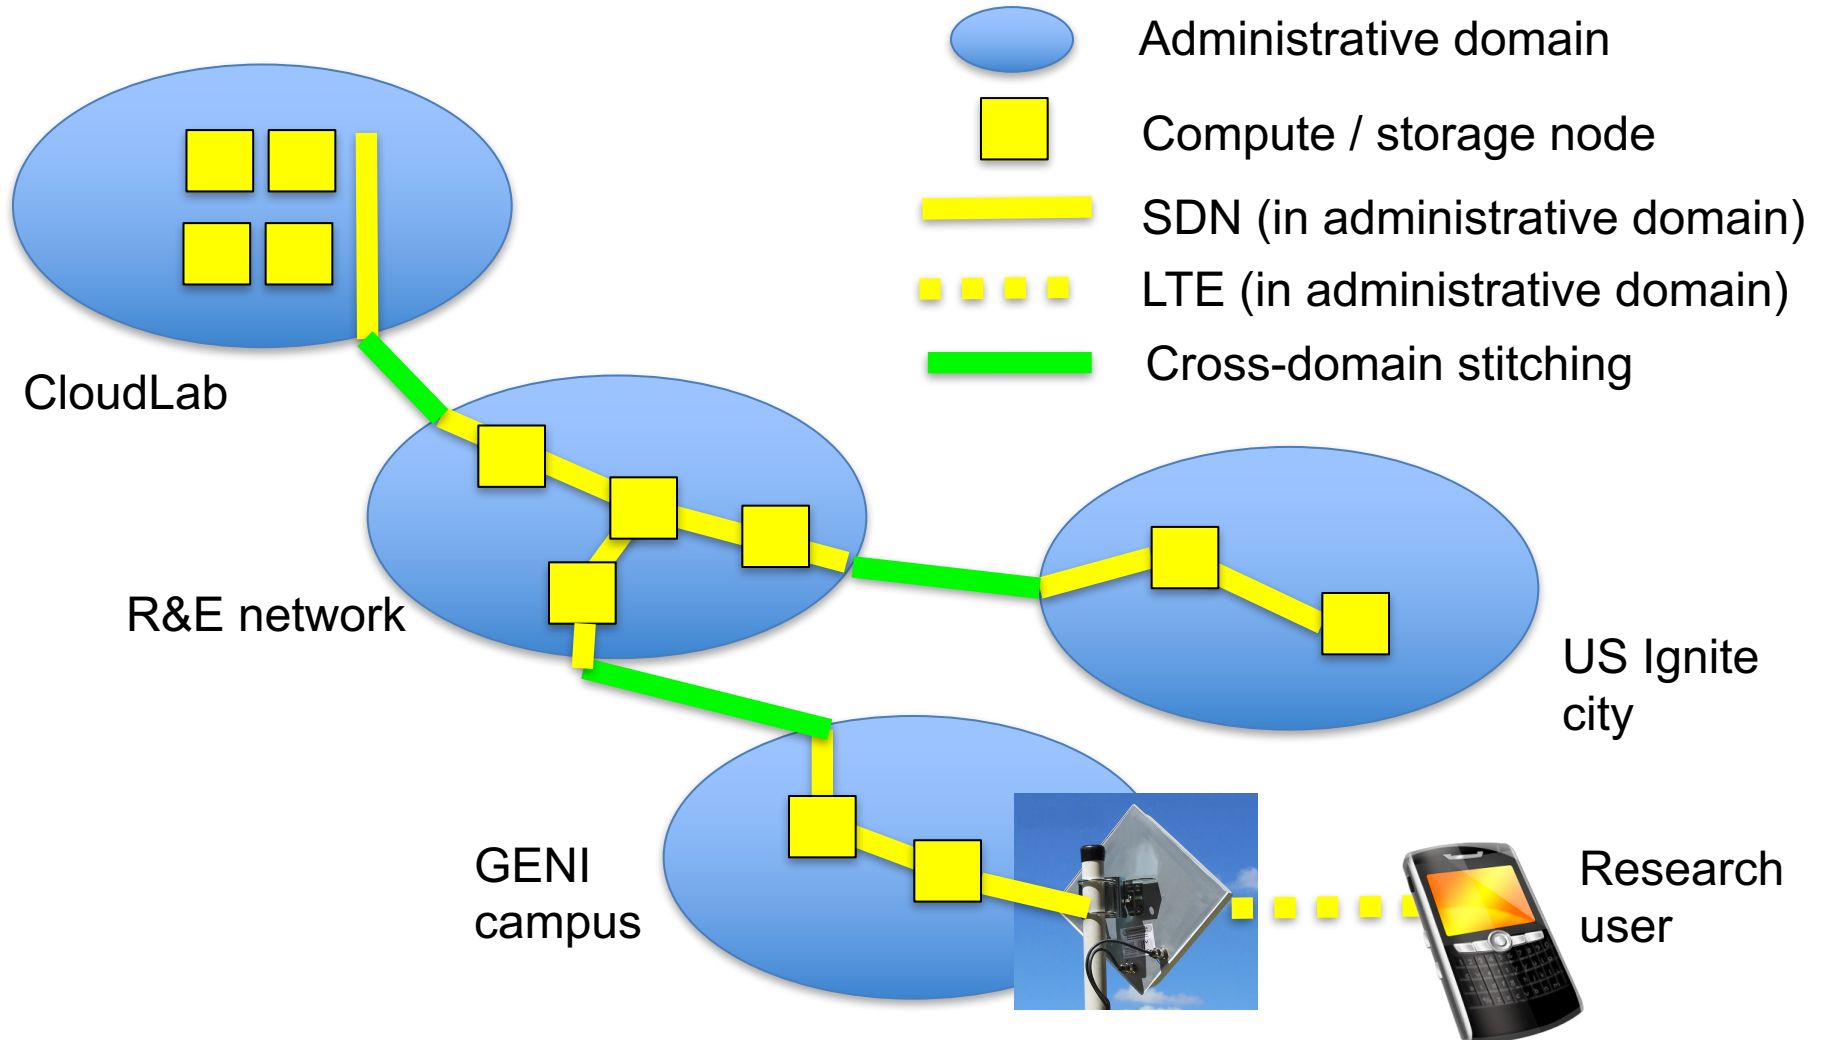 Administrative domain
Compute / storage node
SDN (in administrative domain)
LTE (in administrative domain)
Cross-domain stitching
CloudLab
R&E network
US Ignite
city
GENI
campus
Research
user